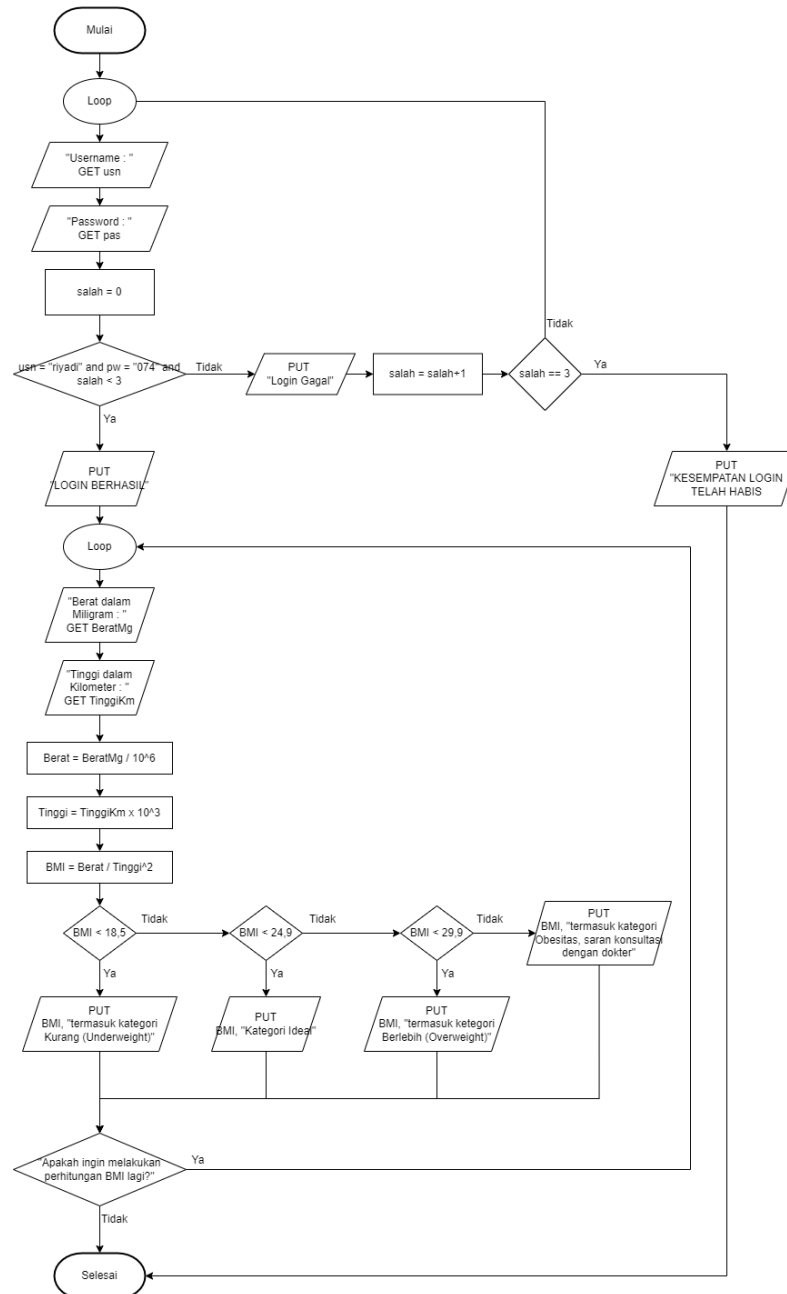 Mulai
Loop
"Username : "
GET usn
"Password : "
GET pas
salah = 0
usn = "riyadi" and pw = "074" and
salah < 3
Tidak
PUT
"Login Gagal"
salah = salah+1
salah == 3
Tidak
Ya
PUT
"KESEMPATAN LOGIN
TELAH HABIS
Ya
PUT
"LOGIN BERHASIL"
Loop
"Berat dalam
Miligram : "
GET BeratMg
"Tinggi dalam
Kilometer : "
GET TinggiKm
Berat = BeratMg / 10^6
Tinggi = TinggiKm x 10^3
BMI = Berat / Tinggi^2
BMI < 18,5
Tidak
BMI < 24,9
Tidak
BMI < 29,9
Tidak
PUT
BMI, "termasuk kategori
Obesitas, saran konsultasi
dengan dokter"
Ya
PUT
BMI, "termasuk kategori
Kurang (Underweight)"
Ya
PUT
BMI, "Kategori Ideal"
Ya
PUT
BMI, "termasuk ketegori
Berlebih (Overweight)"
"Apakah ingin melakukan
perhitungan BMI lagi?"
Ya
Tidak
Selesai